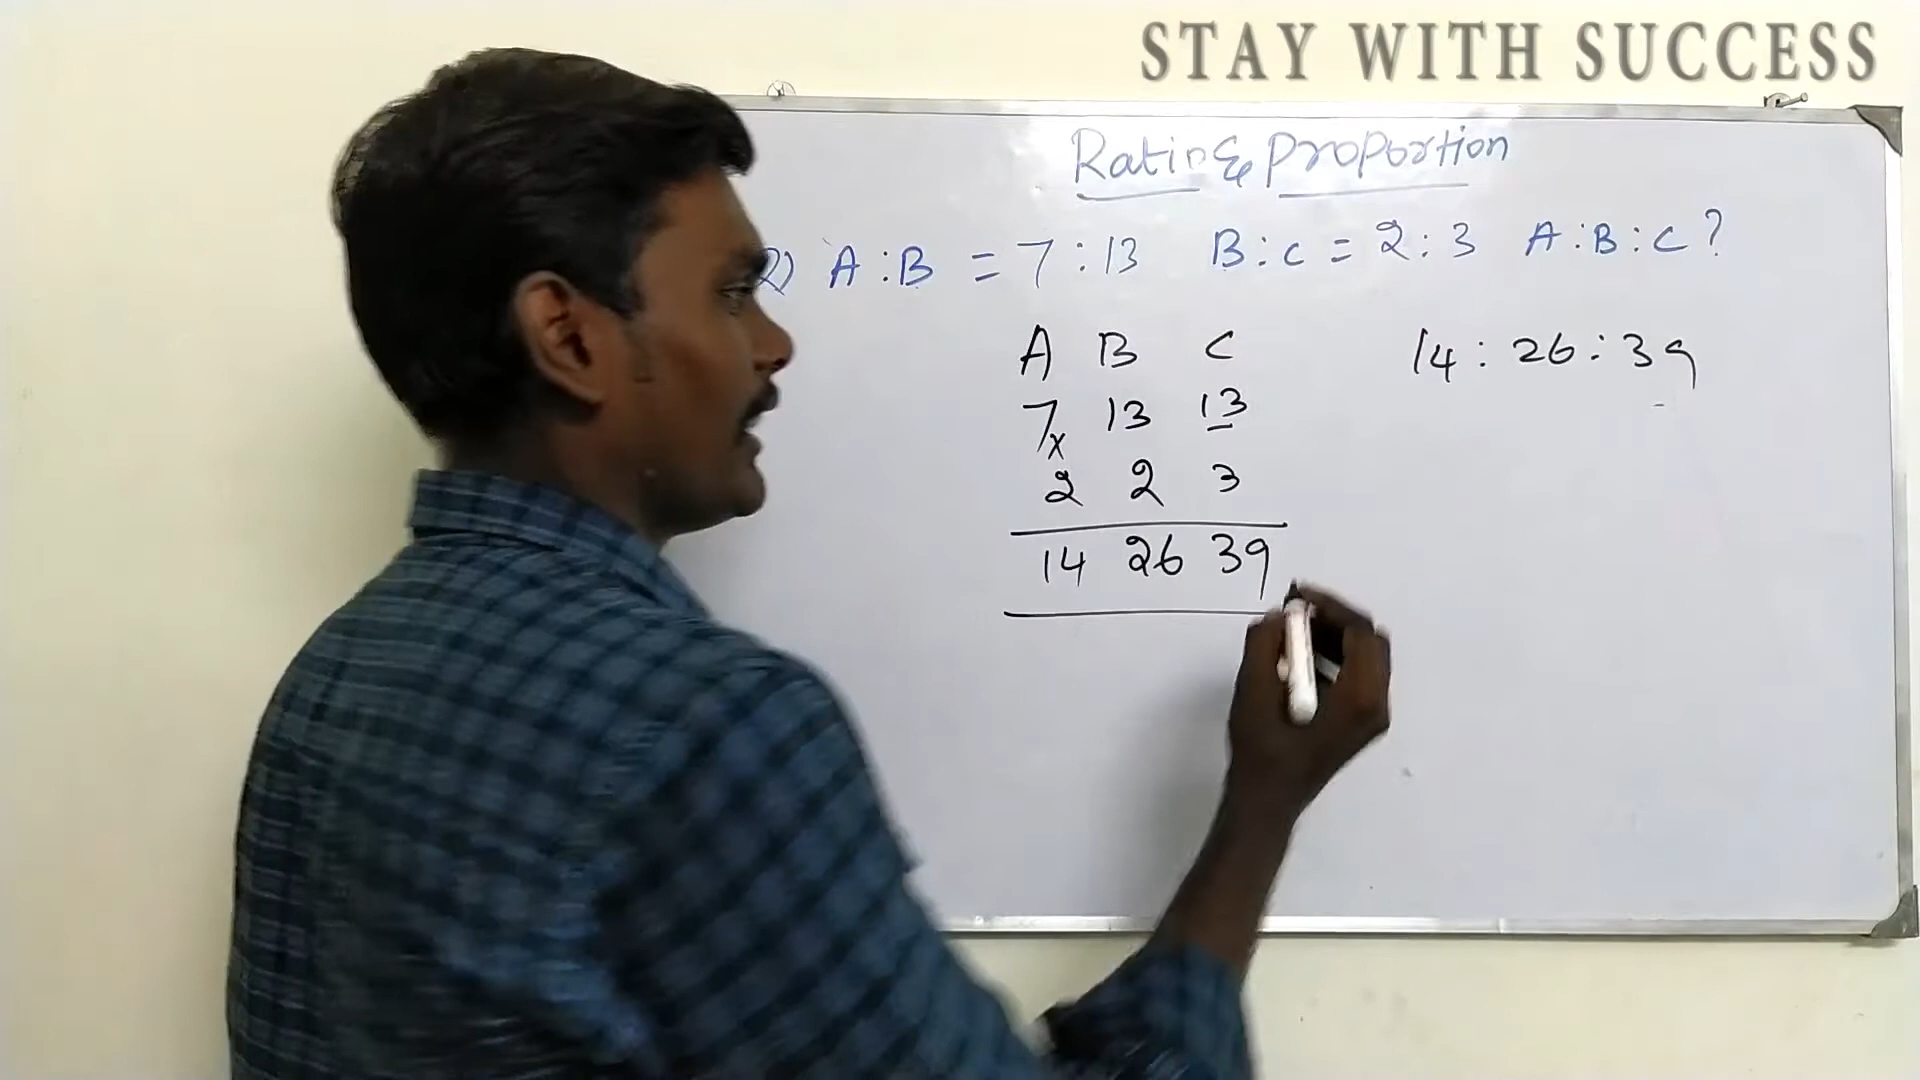 STAY WITH SUCCESS
Ratio & Proportion
2) A:B = 7:13 B:C = 2:3 A:B:C?
A B C 14:26:39
7 13 13
x
2 2 3
14 26 39